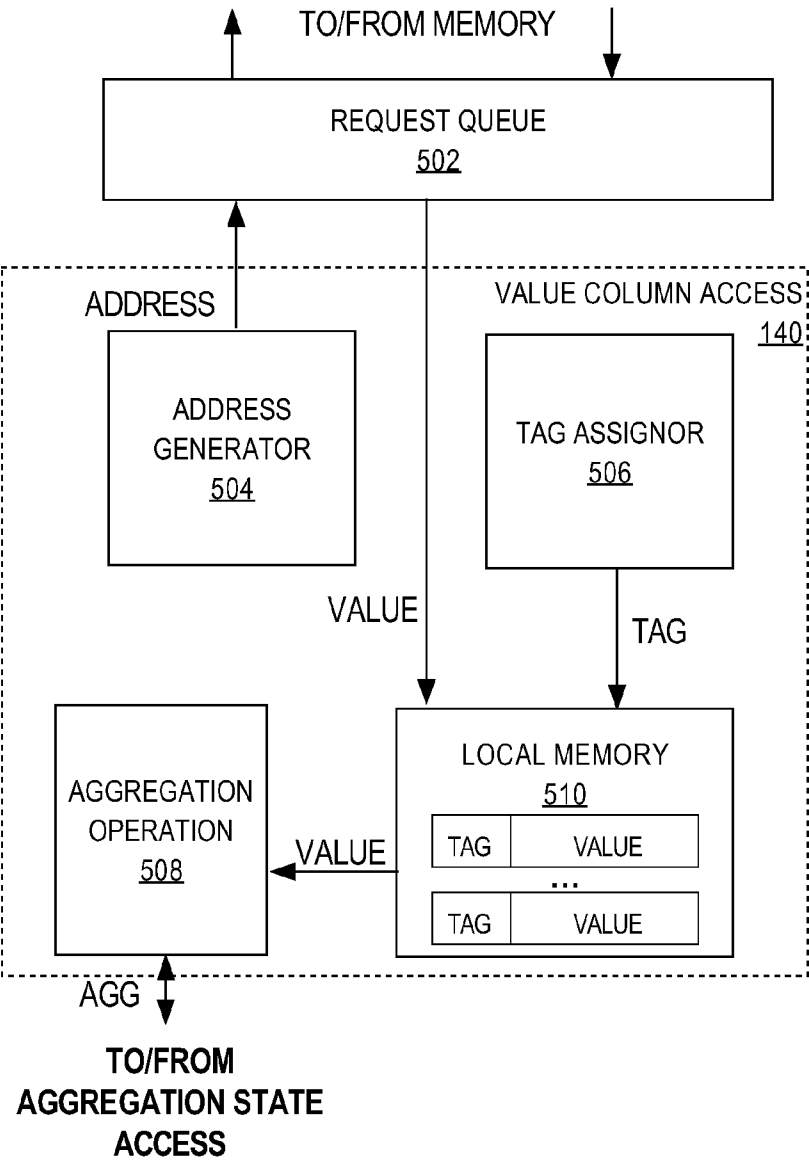 TO/FROM MEMORY
REQUEST QUEUE
502
VALUE COLUMN ACCESS
140
ADDRESS
ADDRESS
GENERATOR
504
TAG ASSIGNOR
506
VALUE
TAG
LOCAL MEMORY
510
TAG VALUE
...
TAG VALUE
AGGREGATION
OPERATION
508
VALUE
AGG
TO/FROM
AGGREGATION STATE
ACCESS